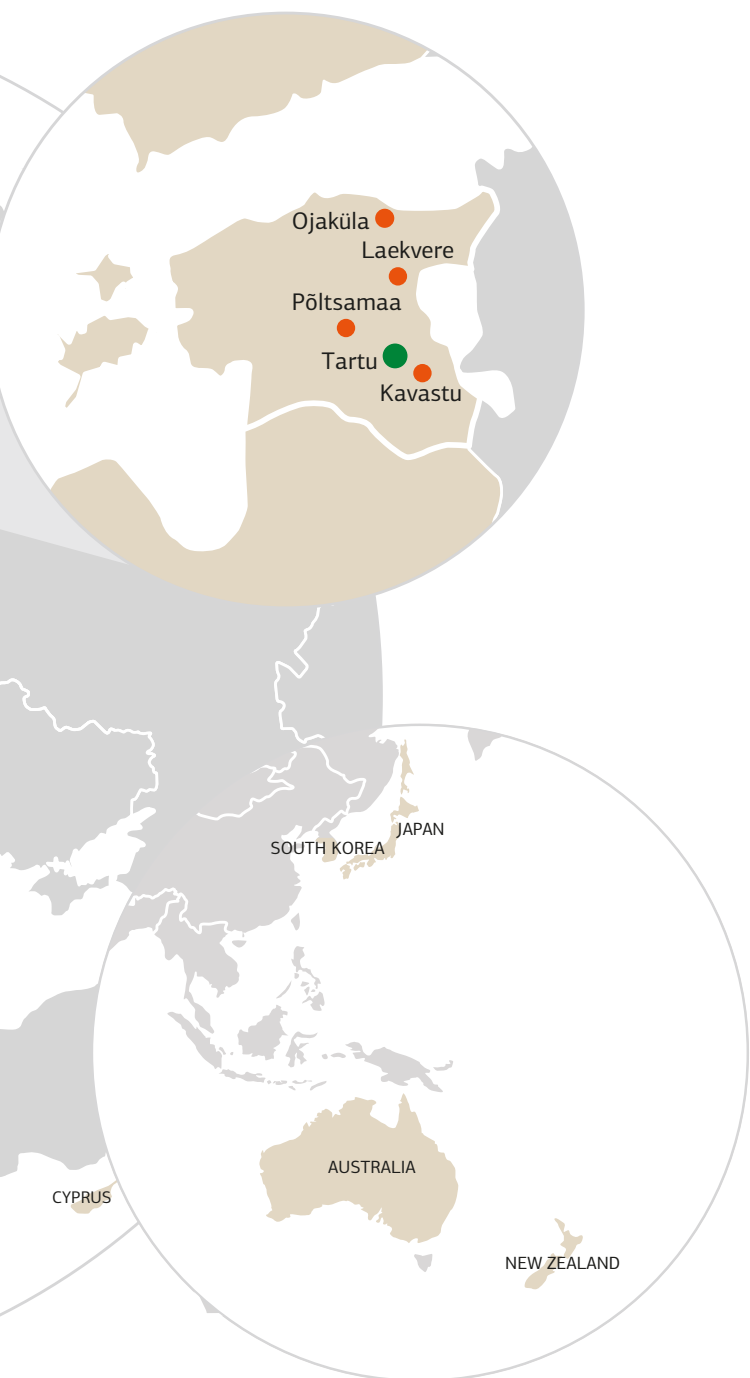 Ojaküla
Laekvere
Põltsamaa
Tartu
Kavastu
JAPAN
SOUTH KOREA
AUSTRALIA
CYPRUS
NEW ZEALAND